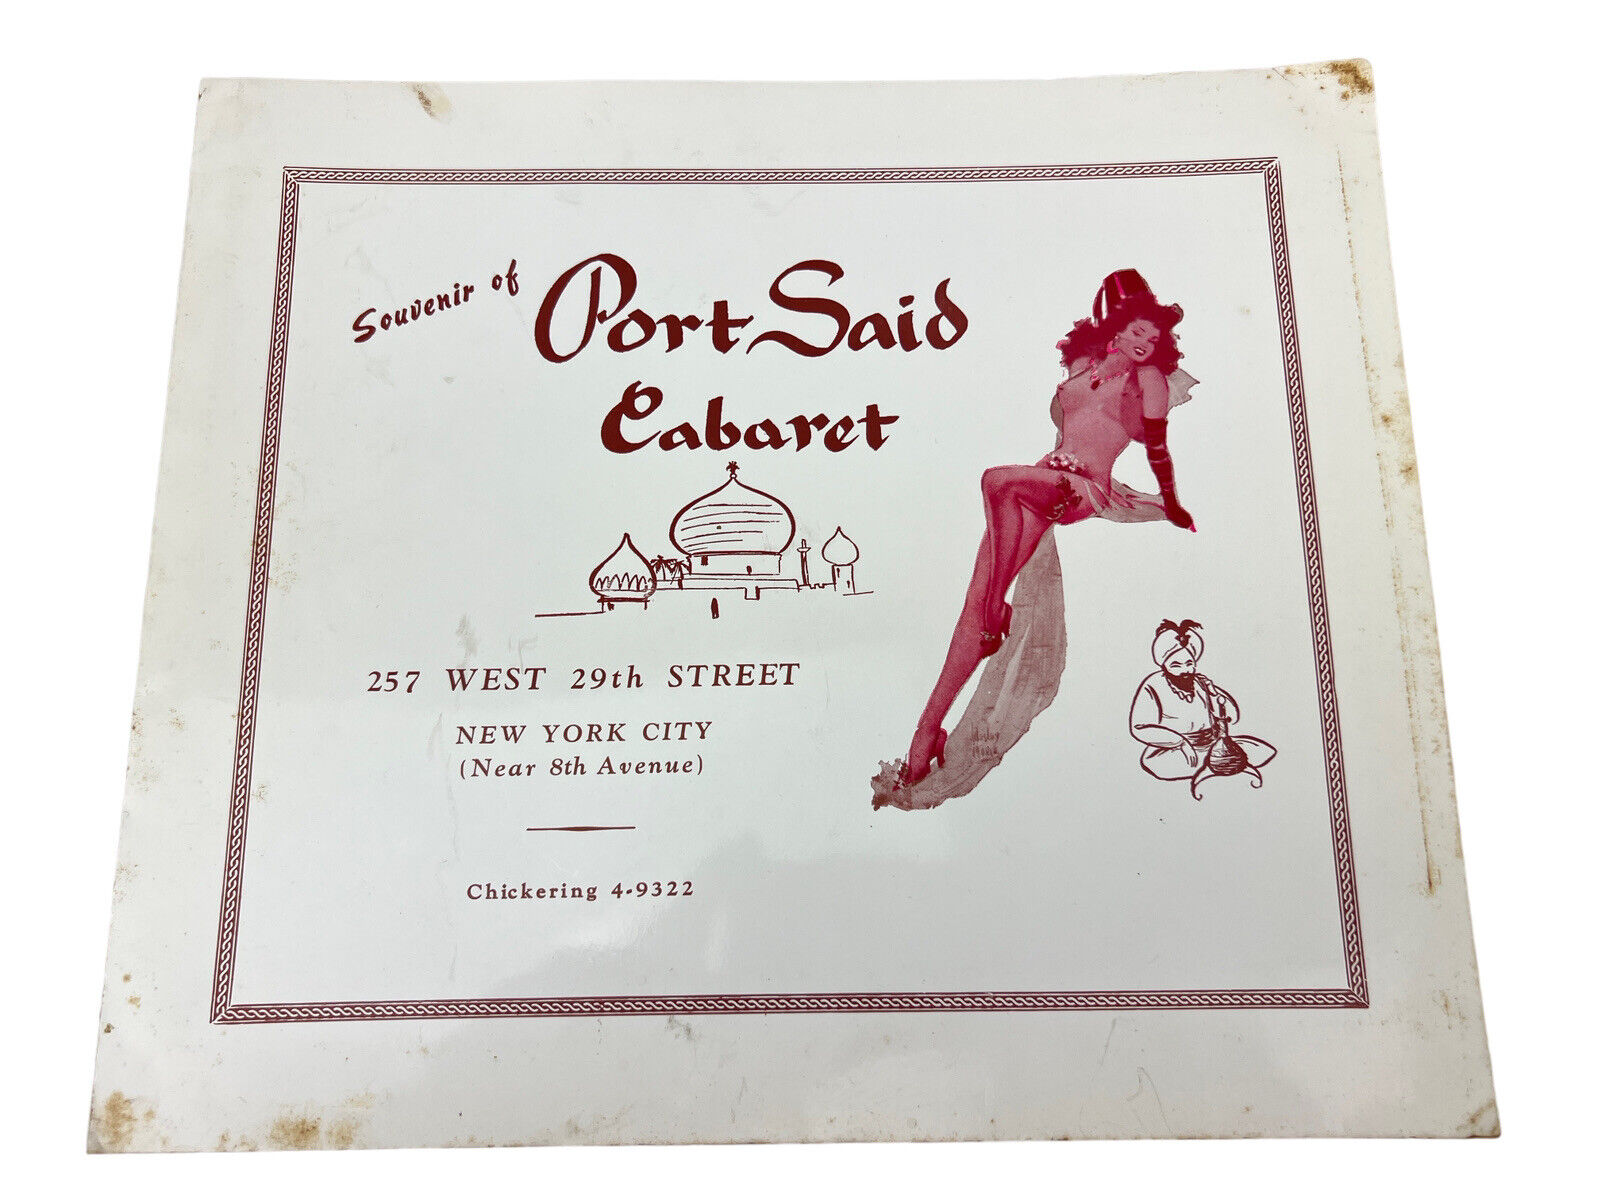 Souvenir of Port Said
Cabaret
257 WEST 29th STREET
NEW YORK CITY
(Near 8th Avenue)
Chickering 4-9322